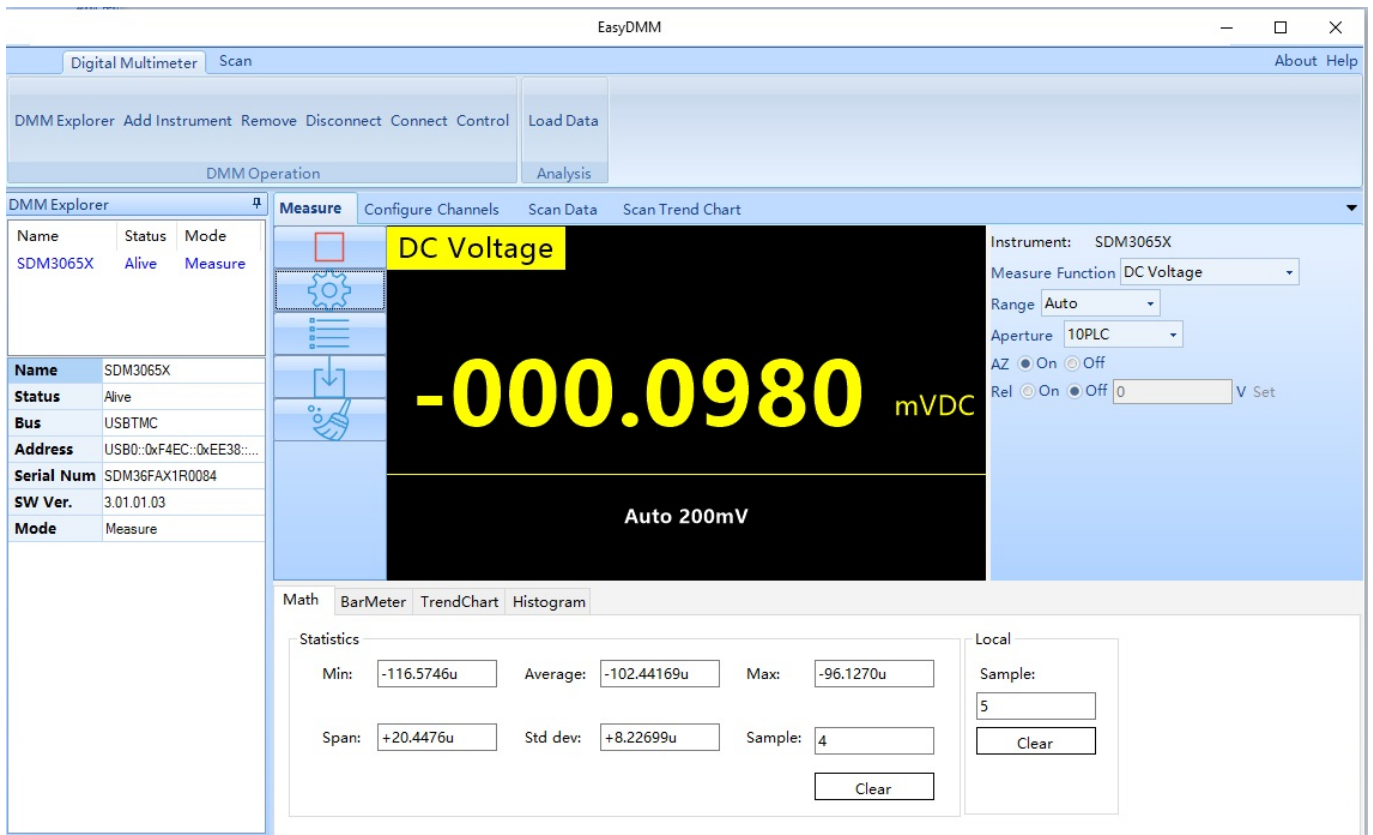 EasyDMM
Digital Multimeter Scan About Help
DMM Explorer Add Instrument Remove Disconnect Connect Control Load Data
DMM Operation Analysis
DMM Explorer
Name Status Mode
SDM3065X Alive Measure
Name SDM3065X
Status Alive
Bus USBTMC
Address USB0::0xF4EC::0xEE38::...
Serial Num SDM36FAX1R0084
SW Ver. 3.01.01.03
Mode Measure
Measure Configure Channels Scan Data Scan Trend Chart
DC Voltage
-000.0980 mVDC
Auto 200mV
Instrument: SDM3065X
Measure Function DC Voltage
Range Auto
Aperture 10PLC
AZ On Off
Rel On Off 0 V Set
Math BarMeter TrendChart Histogram
Statistics
Min: -116.5746u Average: -102.44169u Max: -96.1270u
Span: +20.4476u Std dev: +8.22699u Sample: 4
Clear
Local
Sample:
5
Clear